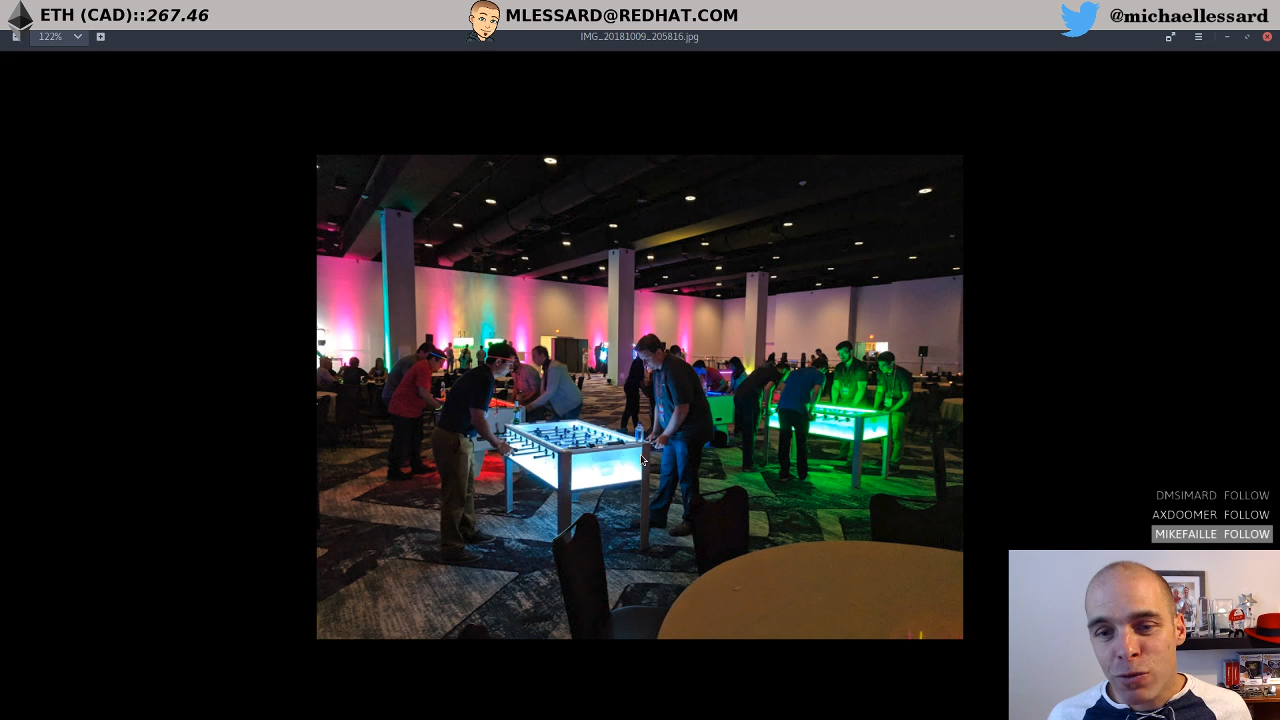 ETH (CAD)::267.46
MLESSARD@REDHAT.COM
@michaellessard
122%
IMG_20181009_205816.jpg
DMSIMARD FOLLOW
AXDOOMER FOLLOW
MIKEFAILLE FOLLOW